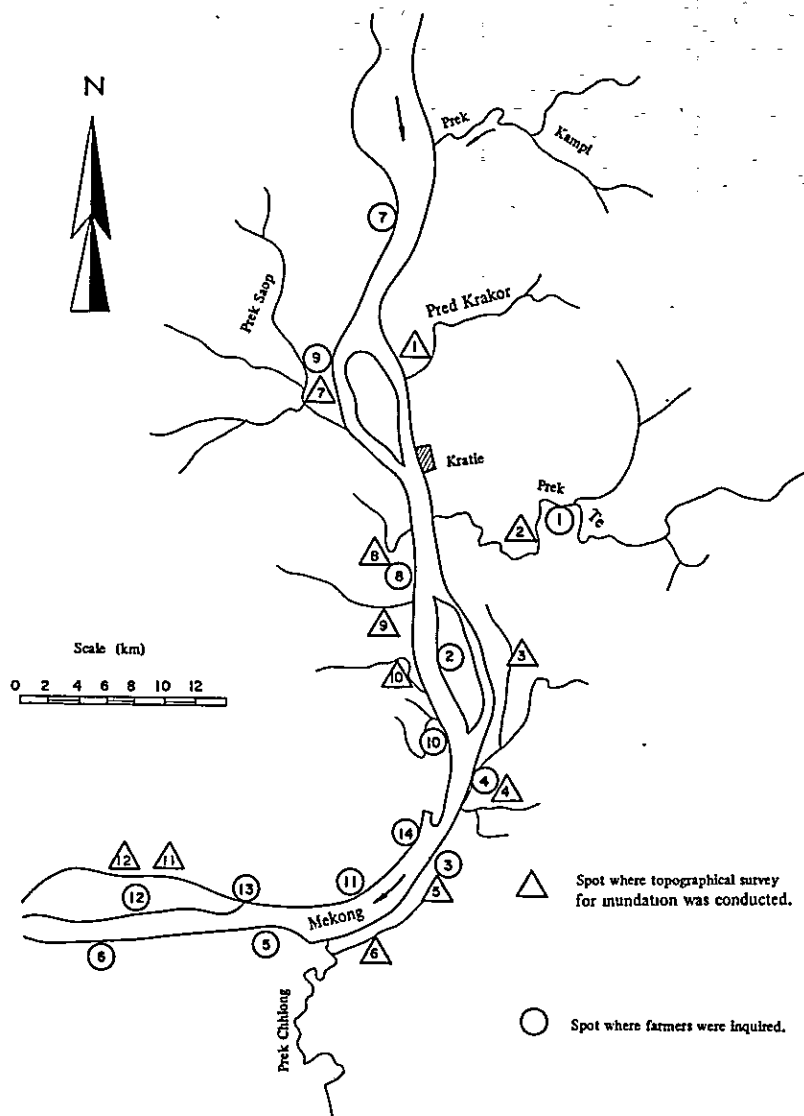 N
Prek
Kampi
7
Prek Saop
Pred Krakor
1
9
7
Kratie
Prek
Te
1
2
8
8
9
Scale (km)
0 2 4 6 8 10 12
2
3
10
10
4
4
14
3
5
12
11
11
13
12
Mekong
5
6
6
Prek Chhlong
Spot where topographical survey
for inundation was conducted.
Spot where farmers were inquired.